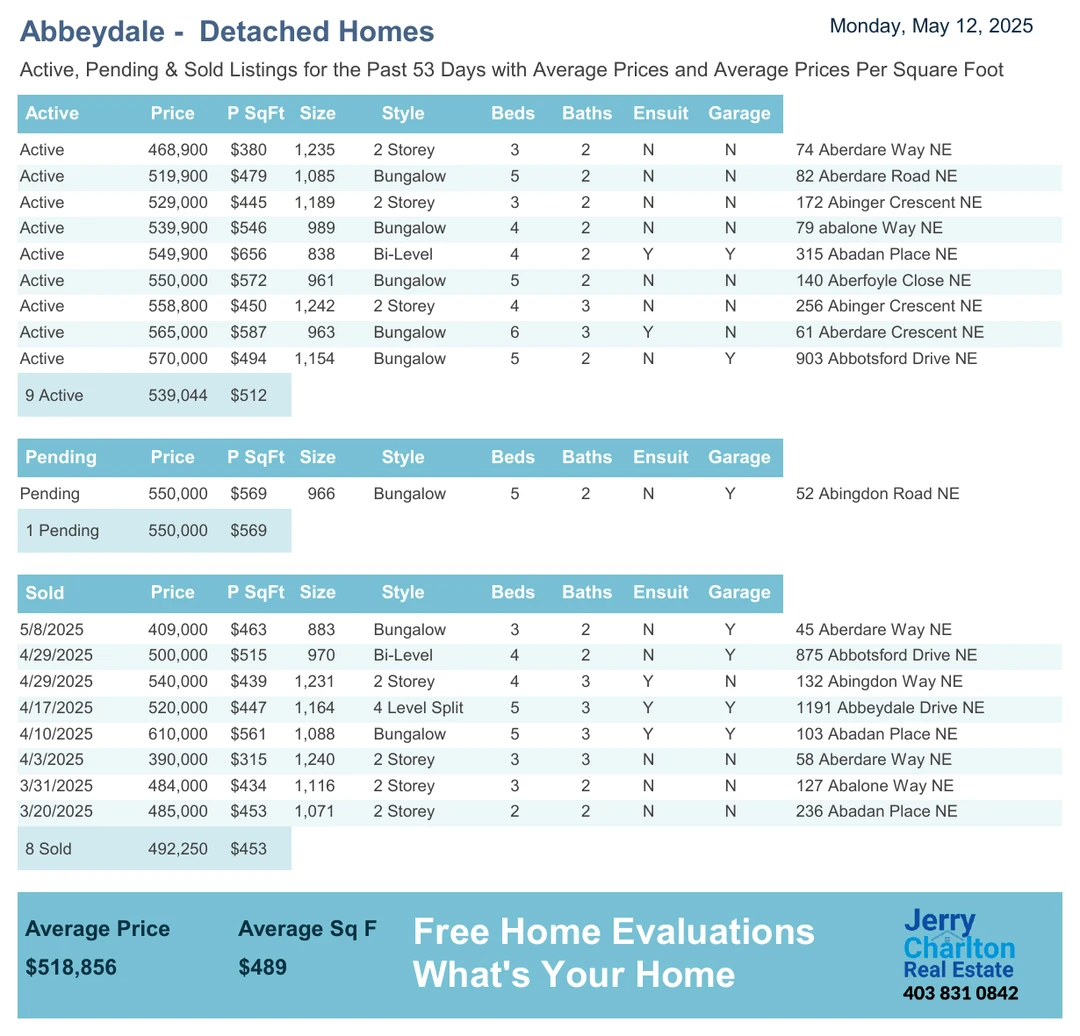 Abbeydale - Detached Homes
Monday, May 12, 2025
Active, Pending & Sold Listings for the Past 53 Days with Average Prices and Average Prices Per Square Foot
Active Price P SqFt Size Style Beds Baths Ensuit Garage
Active 468,900 $380 1,235 2 Storey 3 2 N N 74 Aberdare Way NE
Active 519,900 $479 1,085 Bungalow 5 2 N N 82 Aberdare Road NE
Active 529,000 $445 1,189 2 Storey 3 2 N N 172 Abinger Crescent NE
Active 539,900 $546 989 Bungalow 4 2 N N 79 abalone Way NE
Active 549,900 $656 838 Bi-Level 4 2 Y Y 315 Abadan Place NE
Active 550,000 $572 961 Bungalow 5 2 N N 140 Aberfoyle Close NE
Active 558,800 $450 1,242 2 Storey 4 3 N N 256 Abinger Crescent NE
Active 565,000 $587 963 Bungalow 6 3 Y N 61 Aberdare Crescent NE
Active 570,000 $494 1,154 Bungalow 5 2 N Y 903 Abbotsford Drive NE
9 Active 539,044 $512
Pending Price P SqFt Size Style Beds Baths Ensuit Garage
Pending 550,000 $569 966 Bungalow 5 2 N Y 52 Abingdon Road NE
1 Pending 550,000 $569
Sold Price P SqFt Size Style Beds Baths Ensuit Garage
5/8/2025 409,000 $463 883 Bungalow 3 2 N Y 45 Aberdare Way NE
4/29/2025 500,000 $515 970 Bi-Level 4 2 N Y 875 Abbotsford Drive NE
4/29/2025 540,000 $439 1,231 2 Storey 4 3 Y N 132 Abingdon Way NE
4/17/2025 520,000 $447 1,164 4 Level Split 5 3 Y Y 1191 Abbeydale Drive NE
4/10/2025 610,000 $561 1,088 Bungalow 5 3 Y Y 103 Abadan Place NE
4/3/2025 390,000 $315 1,240 2 Storey 3 3 N N 58 Aberdare Way NE
3/31/2025 484,000 $434 1,116 2 Storey 3 2 N N 127 Abalone Way NE
3/20/2025 485,000 $453 1,071 2 Storey 2 2 N N 236 Abadan Place NE
8 Sold 492,250 $453
Average Price Average Sq F
$518,856 $489
Free Home Evaluations
What's Your Home
Jerry
Charlton
Real Estate
403 831 0842